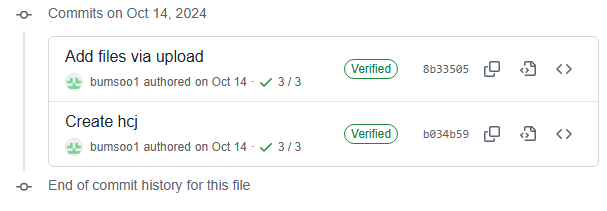 Commits on Oct 14, 2024
Add files via upload
bumsoo1 authored on Oct 14 · 3 / 3
Verified
8b33505
Create hcj
bumsoo1 authored on Oct 14 · 3 / 3
Verified
b034b59
End of commit history for this file